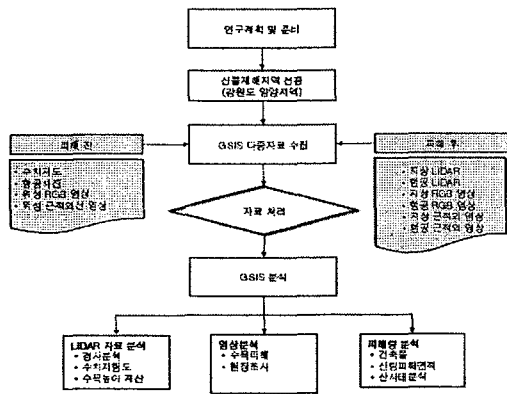 연구계획 및 준비
산불재해지역 선정
(강원도 양양지역)
피해 전
GSIS 다중자료 수집
피해 후
• 수치지도
• 항공사진
• 위성 RGB 영상
• 위성 근적외선 영상
• 지상 LIDAR
• 항공 LIDAR
• 지상 RGB 영상
• 항공 RGB 영상
• 지상 근적외 영상
• 항공 근적외 영상
자료 처리
GSIS 분석
LIDAR 자료 분석
• 경사분석
• 수치지형도
• 수목높이 계산
영상분석
• 수목피해
• 현장조사
피해량 분석
• 건축물
• 산림피해면적
• 산사태분석